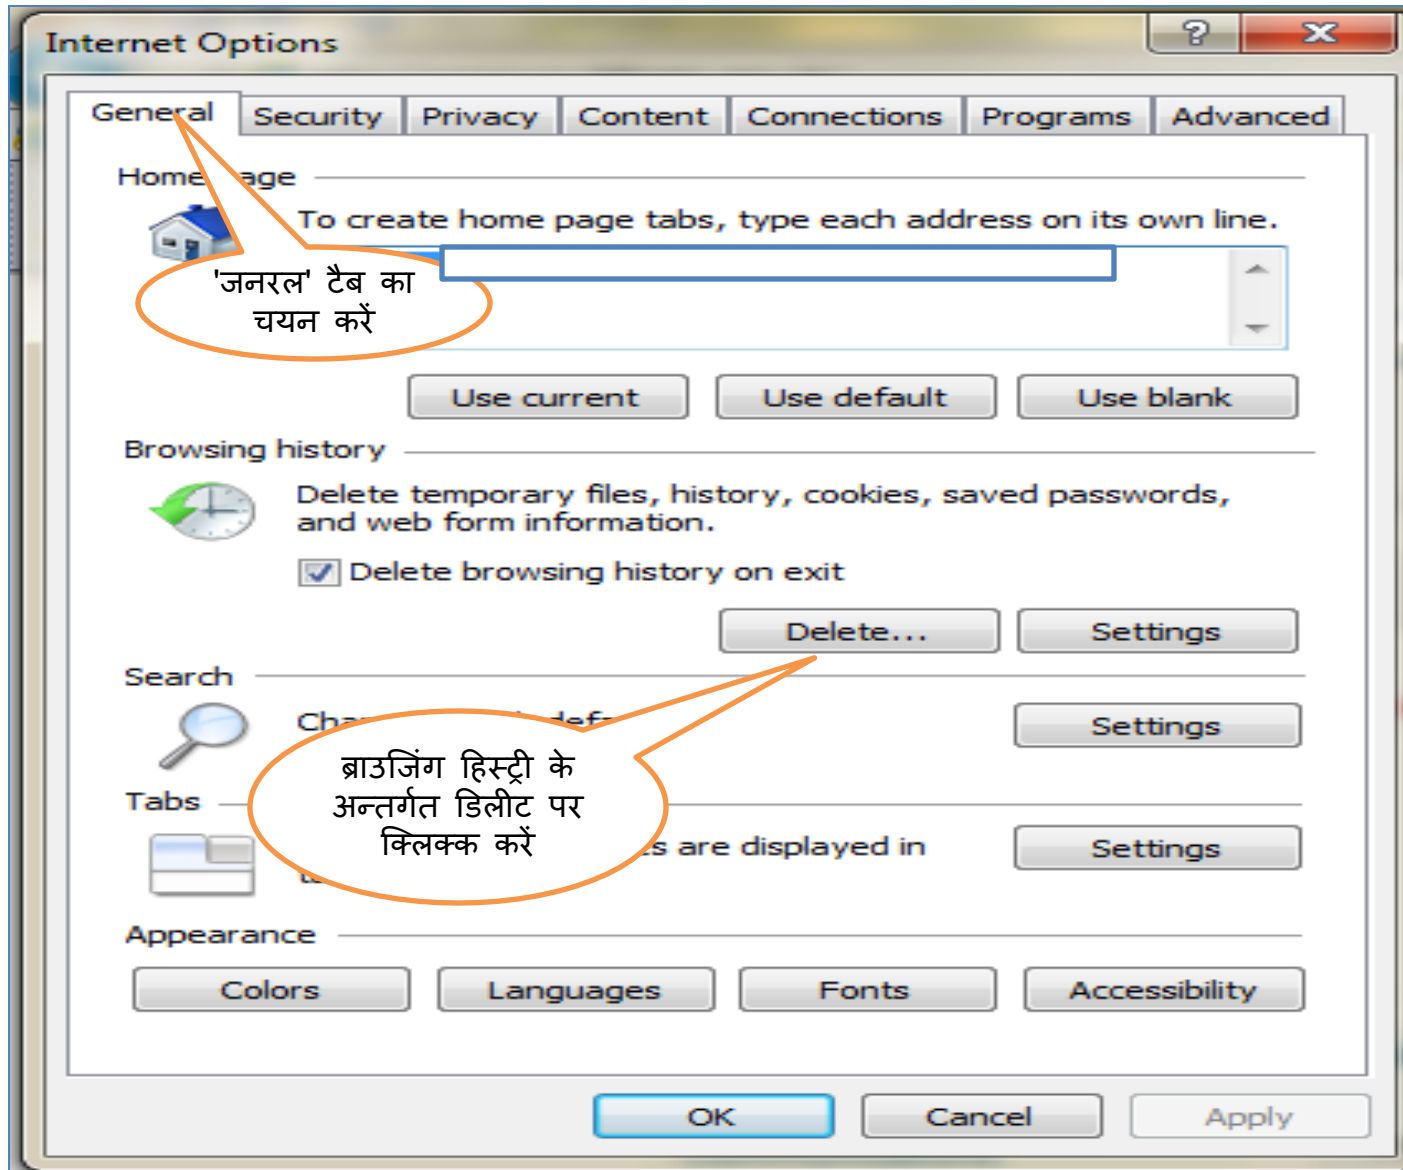 Internet Options
General Security Privacy Content Connections Programs Advanced
Home age
To create home page tabs, type each address on its own line.
'जनरल' टैब का
चयन करें
Use current Use default Use blank
Browsing history
Delete temporary files, history, cookies, saved passwords,
and web form information.
Delete browsing history on exit
Delete... Settings
Search
Settings
ब्राउजिंग हिस्ट्री के
अन्तर्गत डिलीट पर
क्लिक्क करें
Tabs
are displayed in
Settings
Appearance
Colors Languages Fonts Accessibility
OK Cancel Apply